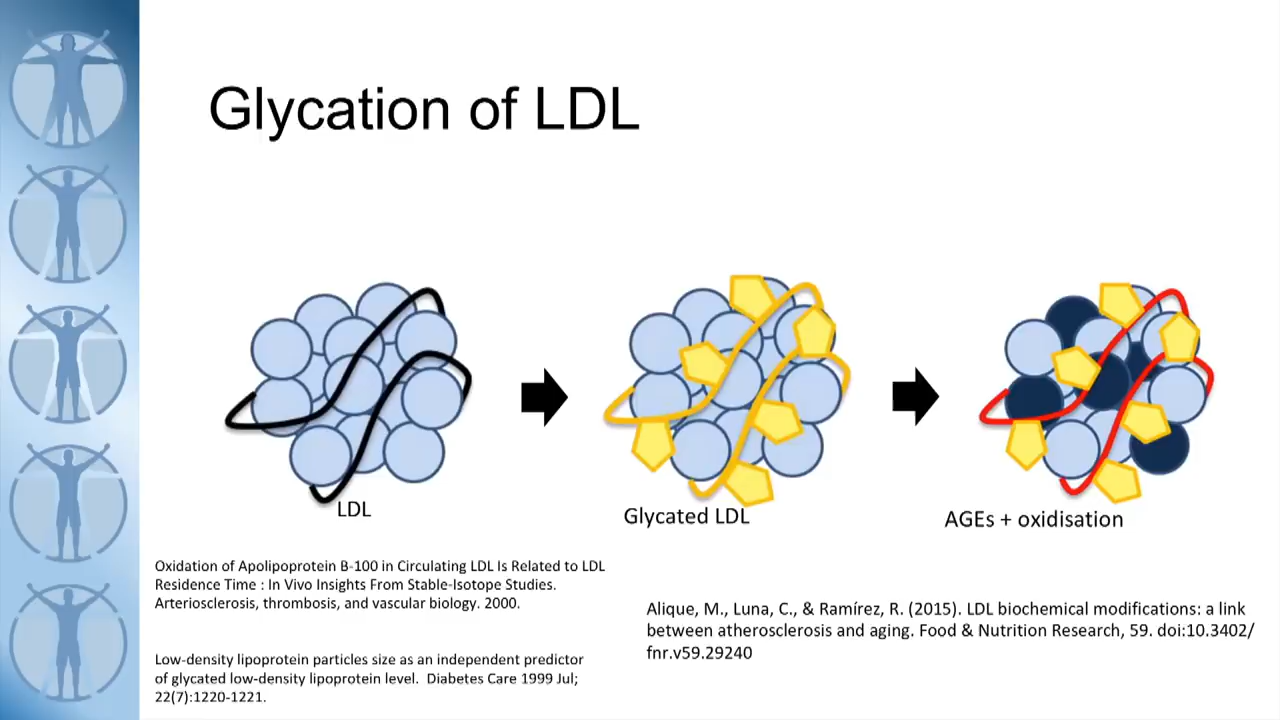 Glycation of LDL
LDL
Glycated LDL
AGEs + oxidisation
Oxidation of Apolipoprotein B-100 in Circulating LDL Is Related to LDL
Residence Time : In Vivo Insights From Stable-Isotope Studies.
Arteriosclerosis, thrombosis, and vascular biology. 2000.
Low-density lipoprotein particles size as an independent predictor
of glycated low-density lipoprotein level.  Diabetes Care 1999 Jul;
22(7):1220-1221.
Alique, M., Luna, C., & Ramírez, R. (2015). LDL biochemical modifications: a link
between atherosclerosis and aging. Food & Nutrition Research, 59. doi:10.3402/
fnr.v59.29240